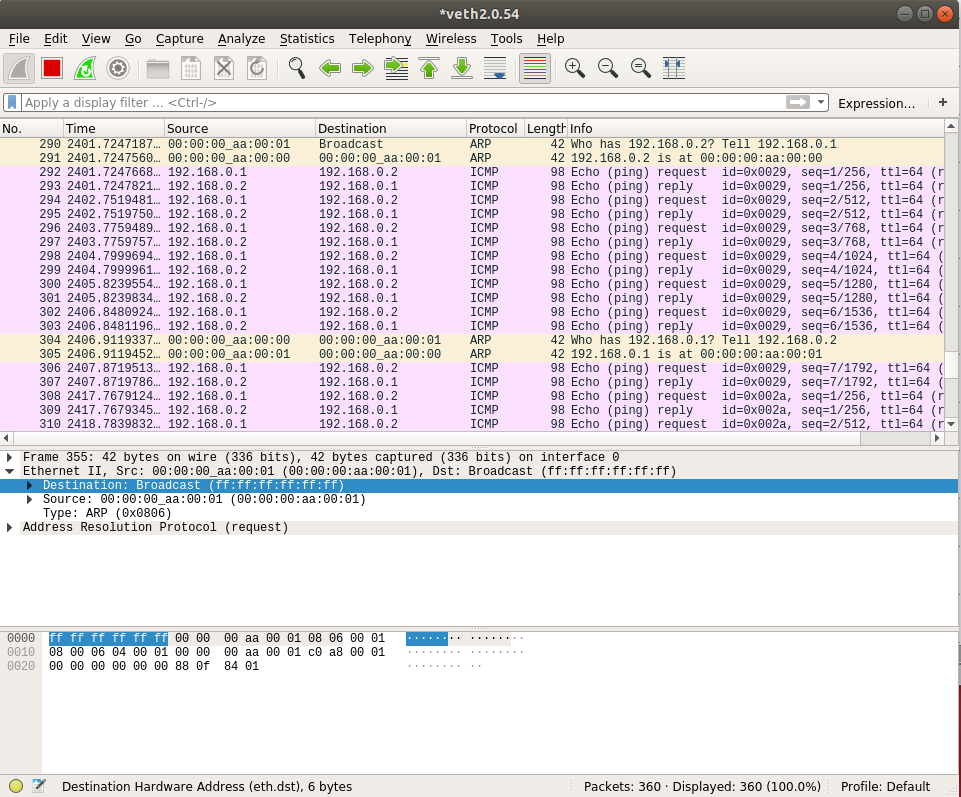 *veth2.0.54
File Edit View Go Capture Analyze Statistics Telephony Wireless Tools Help
Apply a display filter ... <Ctrl-/> Expression... +
No. Time Source Destination Protocol Length Info
290 2401.7247187… 00:00:00_aa:00:01 Broadcast ARP 42 Who has 192.168.0.2? Tell 192.168.0.1
291 2401.7247560… 00:00:00_aa:00:00 00:00:00_aa:00:01 ARP 42 192.168.0.2 is at 00:00:00:aa:00:00
292 2401.7247668… 192.168.0.1 192.168.0.2 ICMP 98 Echo (ping) request id=0x0029, seq=1/256, ttl=64 (r
293 2401.7247821… 192.168.0.2 192.168.0.1 ICMP 98 Echo (ping) reply id=0x0029, seq=1/256, ttl=64 (r
294 2402.7519481… 192.168.0.1 192.168.0.2 ICMP 98 Echo (ping) request id=0x0029, seq=2/512, ttl=64 (r
295 2402.7519750… 192.168.0.2 192.168.0.1 ICMP 98 Echo (ping) reply id=0x0029, seq=2/512, ttl=64 (r
296 2403.7759489… 192.168.0.1 192.168.0.2 ICMP 98 Echo (ping) request id=0x0029, seq=3/768, ttl=64 (r
297 2403.7759757… 192.168.0.2 192.168.0.1 ICMP 98 Echo (ping) reply id=0x0029, seq=3/768, ttl=64 (r
298 2404.7999694… 192.168.0.1 192.168.0.2 ICMP 98 Echo (ping) request id=0x0029, seq=4/1024, ttl=64 (
299 2404.7999961… 192.168.0.2 192.168.0.1 ICMP 98 Echo (ping) reply id=0x0029, seq=4/1024, ttl=64 (
300 2405.8239554… 192.168.0.1 192.168.0.2 ICMP 98 Echo (ping) request id=0x0029, seq=5/1280, ttl=64 (
301 2405.8239834… 192.168.0.2 192.168.0.1 ICMP 98 Echo (ping) reply id=0x0029, seq=5/1280, ttl=64 (
302 2406.8480924… 192.168.0.1 192.168.0.2 ICMP 98 Echo (ping) request id=0x0029, seq=6/1536, ttl=64 (
303 2406.8481196… 192.168.0.2 192.168.0.1 ICMP 98 Echo (ping) reply id=0x0029, seq=6/1536, ttl=64 (
304 2406.9119337… 00:00:00_aa:00:00 00:00:00_aa:00:01 ARP 42 Who has 192.168.0.1? Tell 192.168.0.2
305 2406.9119452… 00:00:00_aa:00:01 00:00:00_aa:00:00 ARP 42 192.168.0.1 is at 00:00:00:aa:00:01
306 2407.8719513… 192.168.0.1 192.168.0.2 ICMP 98 Echo (ping) request id=0x0029, seq=7/1792, ttl=64 (
307 2407.8719786… 192.168.0.2 192.168.0.1 ICMP 98 Echo (ping) reply id=0x0029, seq=7/1792, ttl=64 (
308 2417.7679124… 192.168.0.1 192.168.0.2 ICMP 98 Echo (ping) request id=0x002a, seq=1/256, ttl=64 (r
309 2417.7679345… 192.168.0.2 192.168.0.1 ICMP 98 Echo (ping) reply id=0x002a, seq=1/256, ttl=64 (r
310 2418.7839832… 192.168.0.1 192.168.0.2 ICMP 98 Echo (ping) request id=0x002a, seq=2/512, ttl=64 (r
Frame 355: 42 bytes on wire (336 bits), 42 bytes captured (336 bits) on interface 0
Ethernet II, Src: 00:00:00_aa:00:01 (00:00:00:aa:00:01), Dst: Broadcast (ff:ff:ff:ff:ff:ff)
Destination: Broadcast (ff:ff:ff:ff:ff:ff)
Source: 00:00:00_aa:00:01 (00:00:00:aa:00:01)
Type: ARP (0x0806)
Address Resolution Protocol (request)
0000 ff ff ff ff ff ff 00 00 00 aa 00 01 08 06 00 01 ········ ········
0010 08 00 06 04 00 01 00 00 00 aa 00 01 c0 a8 00 01 ········ ········
0020 00 00 00 00 00 00 88 0f 84 01 ········ ··
Destination Hardware Address (eth.dst), 6 bytes Packets: 360 · Displayed: 360 (100.0%) Profile: Default